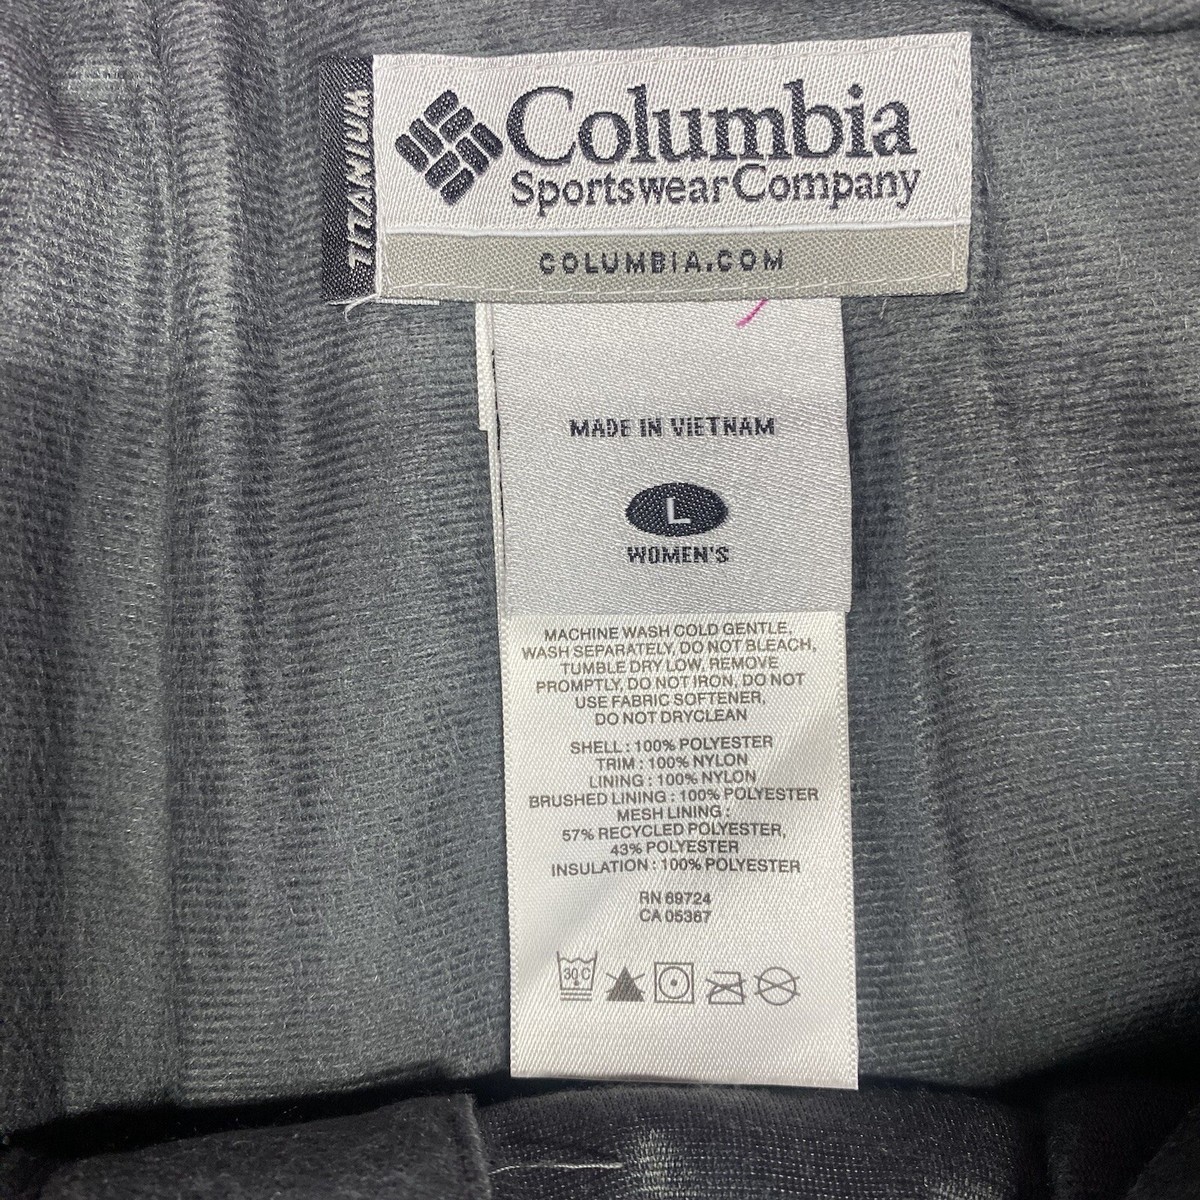 TITANIUM
Columbia
Sportswear Company
COLUMBIA.COM
MADE IN VIETNAM
L
WOMEN'S
MACHINE WASH COLD GENTLE,
WASH SEPARATELY, DO NOT BLEACH,
TUMBLE DRY LOW, REMOVE
PROMPTLY, DO NOT IRON, DO NOT
USE FABRIC SOFTENER,
DO NOT DRYCLEAN
SHELL : 100% POLYESTER
TRIM : 100% NYLON
LINING : 100% NYLON
BRUSHED LINING : 100% POLYESTER
MESH LINING :
57% RECYCLED POLYESTER,
43% POLYESTER
INSULATION : 100% POLYESTER
RN 69724
CA 05367
30 C